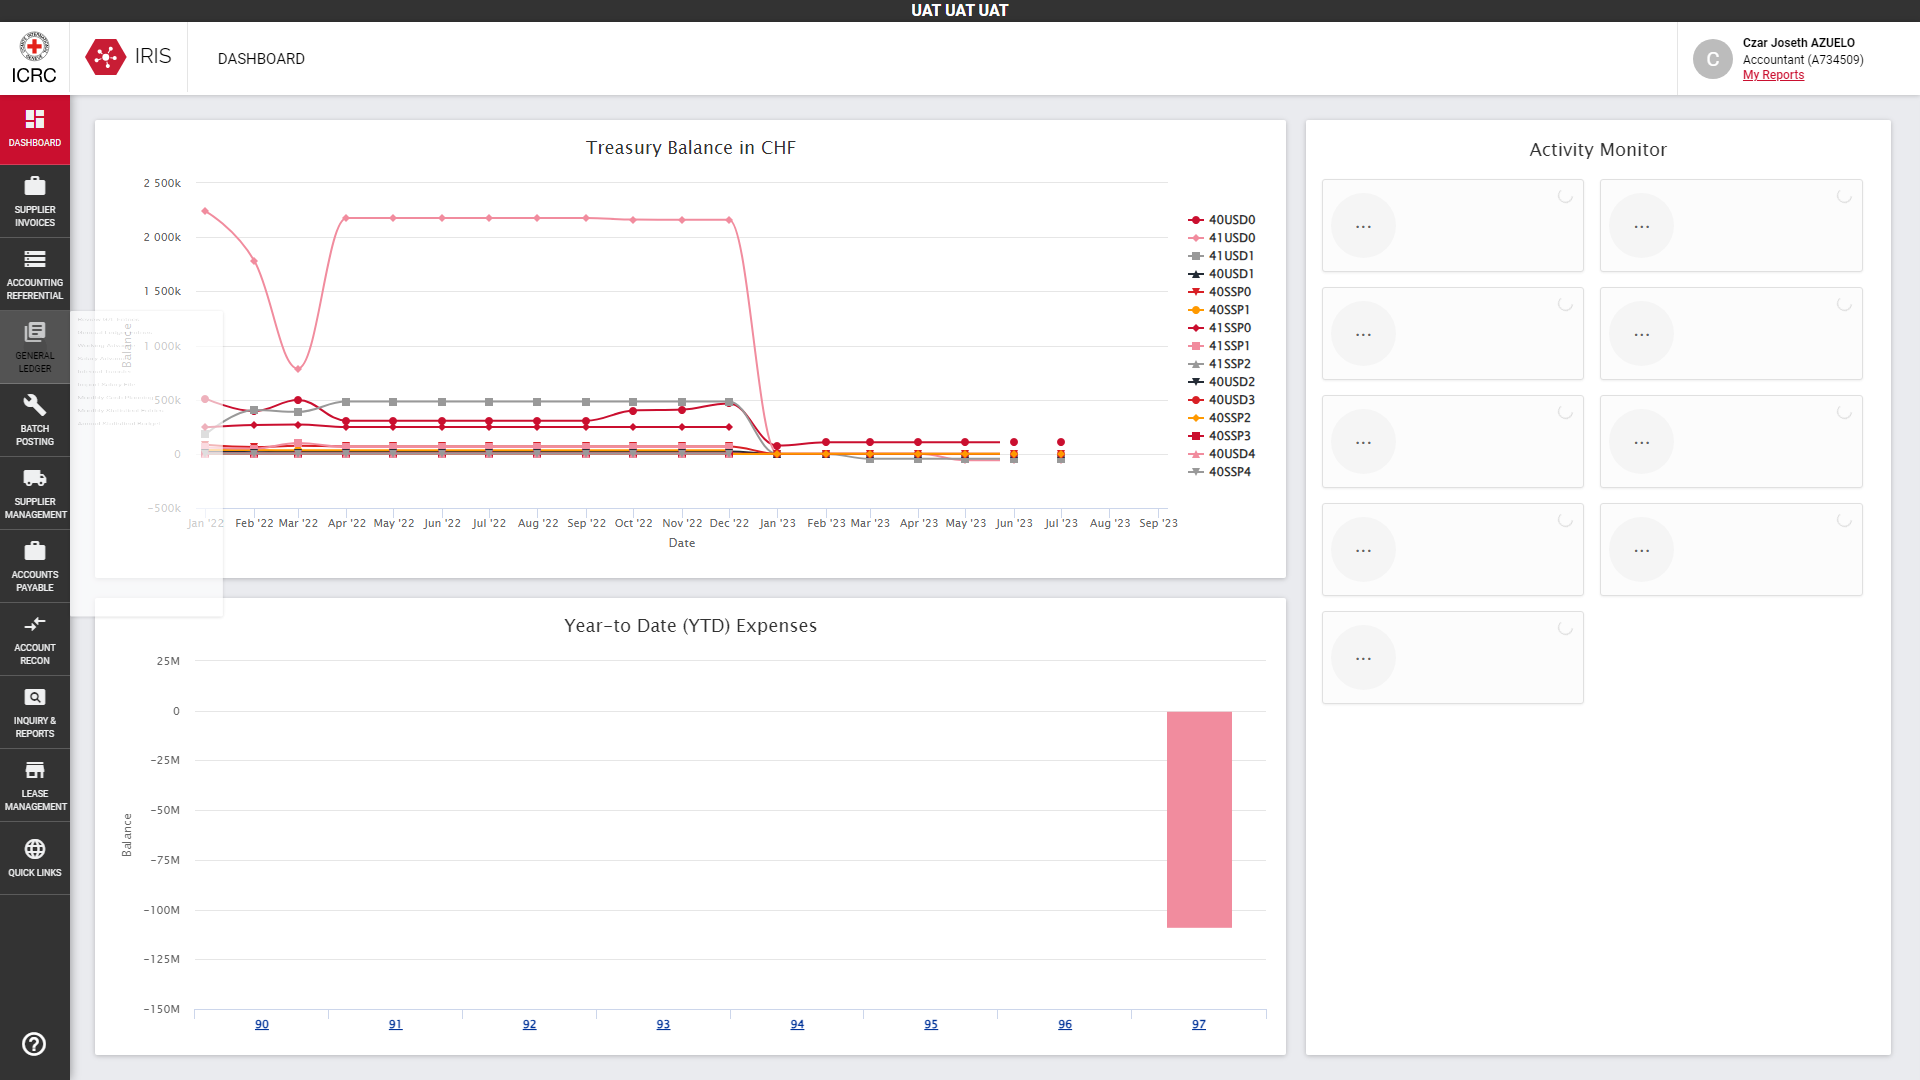 UAT UAT UAT
ICRC
IRIS
DASHBOARD
C
Czar Joseth AZUELO
Accountant (A734509)
My Reports
DASHBOARD
SUPPLIER
INVOICES
ACCOUNTING
REFERENTIAL
GENERAL
LEDGER
BATCH
POSTING
SUPPLIER
MANAGEMENT
ACCOUNTS
PAYABLE
ACCOUNT
RECON
INQUIRY &
REPORTS
LEASE
MANAGEMENT
QUICK LINKS
Treasury Balance in CHF
2 500k
2 000k
1 500k
1 000k
500k
0
-500k
Balance
Jan '22 Feb '22 Mar '22 Apr '22 May '22 Jun '22 Jul '22 Aug '22 Sep '22 Oct '22 Nov '22 Dec '22 Jan '23 Feb '23 Mar '23 Apr '23 May '23 Jun '23 Jul '23 Aug '23 Sep '23
Date
40USD0
41USD0
41USD1
40USD1
40SSP0
40SSP1
41SSP0
41SSP1
41SSP2
40USD2
40USD3
40SSP2
40SSP3
40USD4
40SSP4
Year-to Date (YTD) Expenses
25M
0
-25M
-50M
-75M
-100M
-125M
-150M
Balance
90 91 92 93 94 95 96 97
Activity Monitor
... ...
... ...
... ...
... ...
...